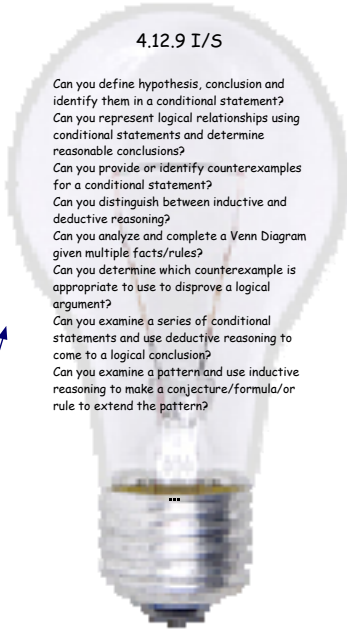 4.12.9 I/S
Can you define hypothesis, conclusion and
identify them in a conditional statement?
Can you represent logical relationships using
conditional statements and determine
reasonable conclusions?
Can you provide or identify counterexamples
for a conditional statement?
Can you distinguish between inductive and
deductive reasoning?
Can you analyze and complete a Venn Diagram
given multiple facts/rules?
Can you determine which counterexample is
appropriate to use to disprove a logical
argument?
Can you examine a series of conditional
statements and use deductive reasoning to
come to a logical conclusion?
Can you examine a pattern and use inductive
reasoning to make a conjecture/formula/or
rule to extend the pattern?
...